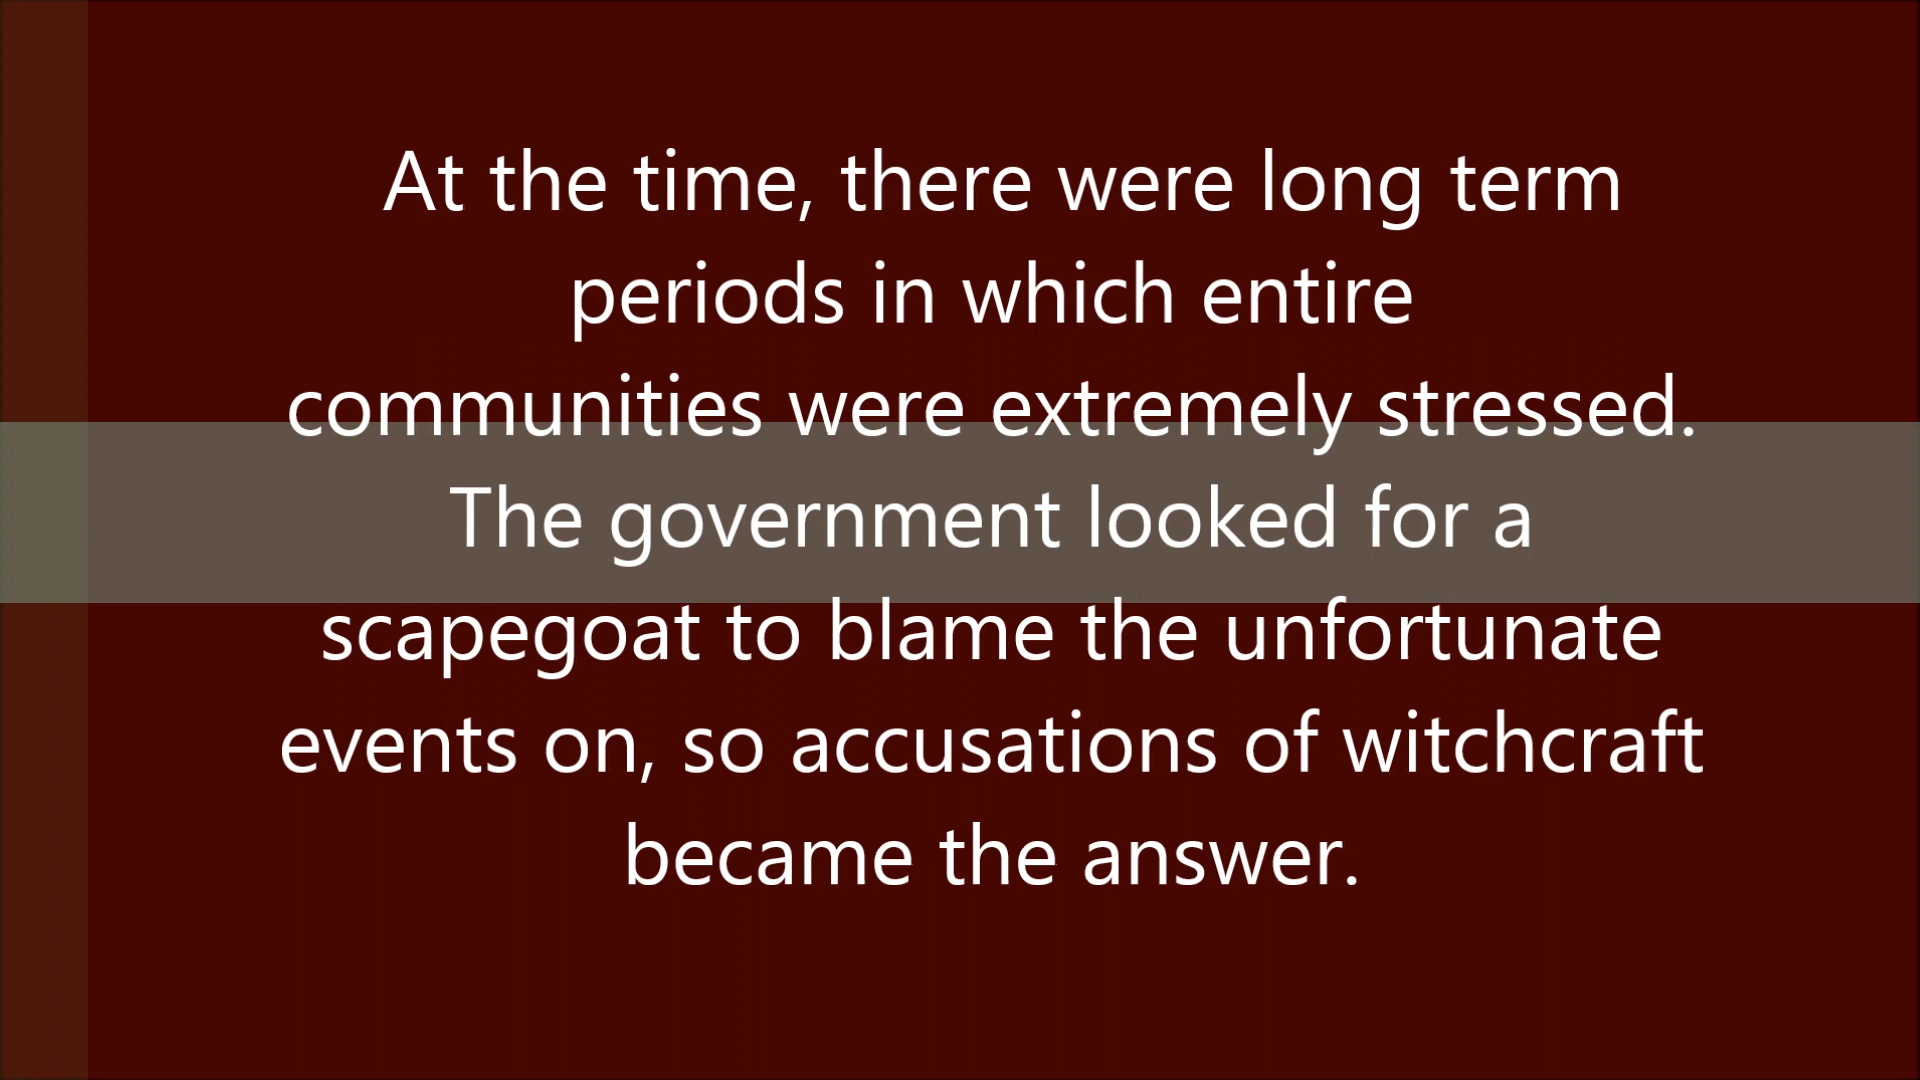 At the time, there were long term
periods in which entire
communities were extremely stressed.
The government looked for a
scapegoat to blame the unfortunate
events on, so accusations of witchcraft
became the answer.